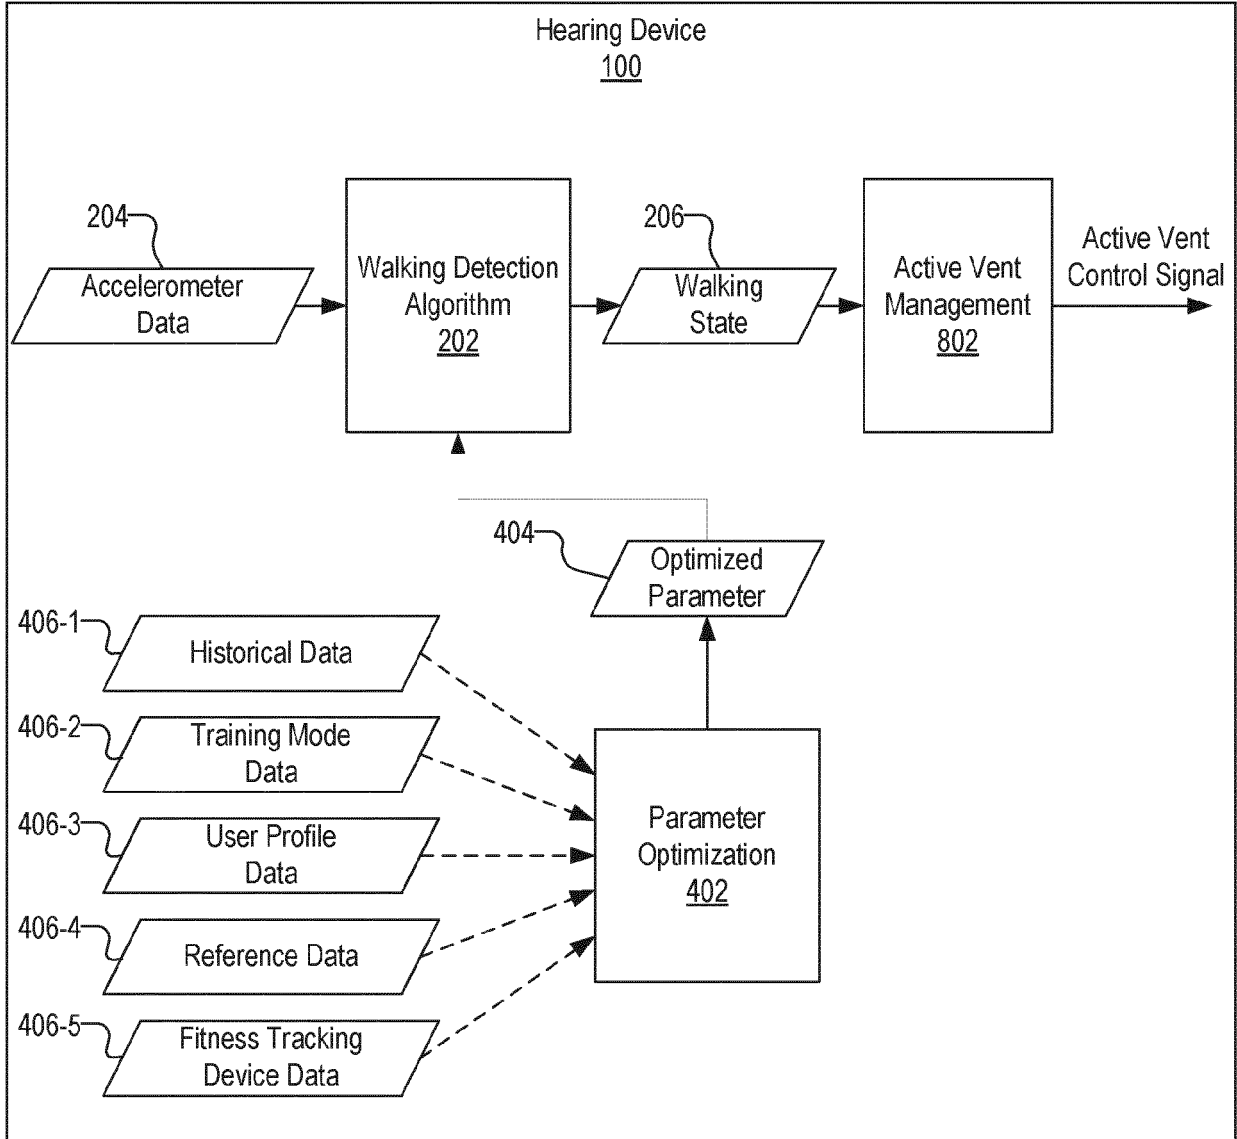 Hearing Device
100
204
Accelerometer
Data
Walking Detection
Algorithm
202
206
Walking
State
Active Vent
Management
802
Active Vent
Control Signal
404
Optimized
Parameter
406-1
Historical Data
406-2
Training Mode
Data
406-3
User Profile
Data
406-4
Reference Data
406-5
Fitness Tracking
Device Data
Parameter
Optimization
402